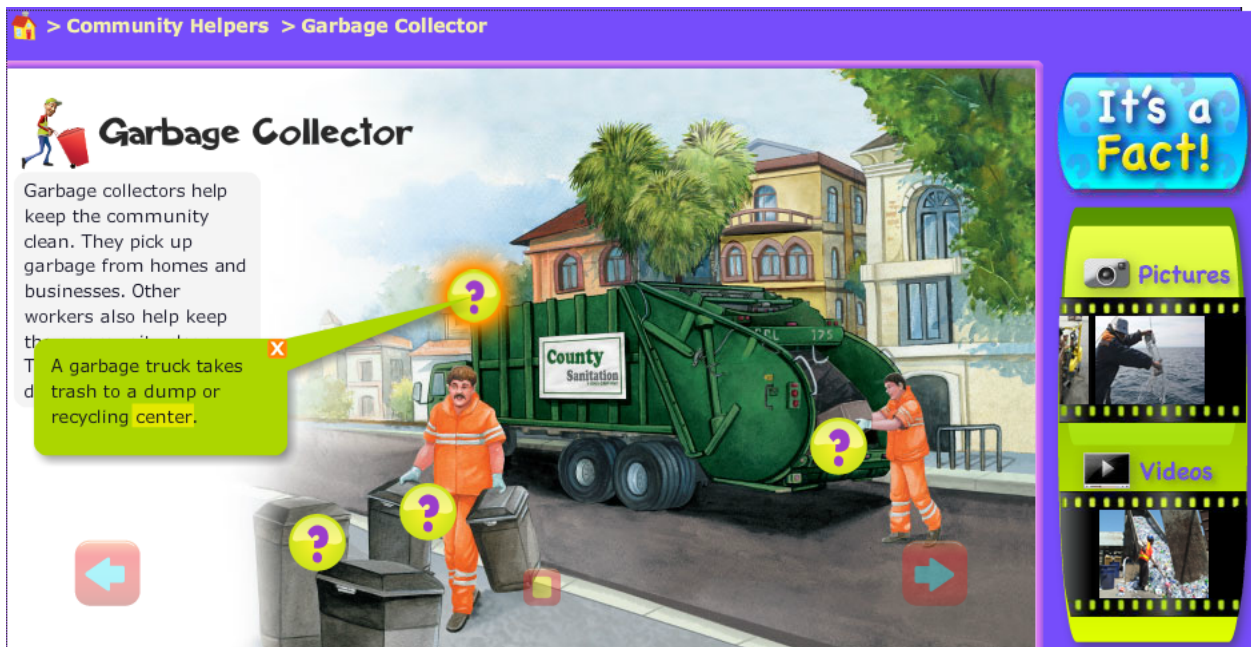 > Community Helpers > Garbage Collector
Garbage Collector
Garbage collectors help
keep the community
clean. They pick up
garbage from homes and
businesses. Other
workers also help keep
A garbage truck takes
trash to a dump or
recycling center.
X
?
?
?
?
County
Sanitation
175
It's a
Fact!
Pictures
Videos